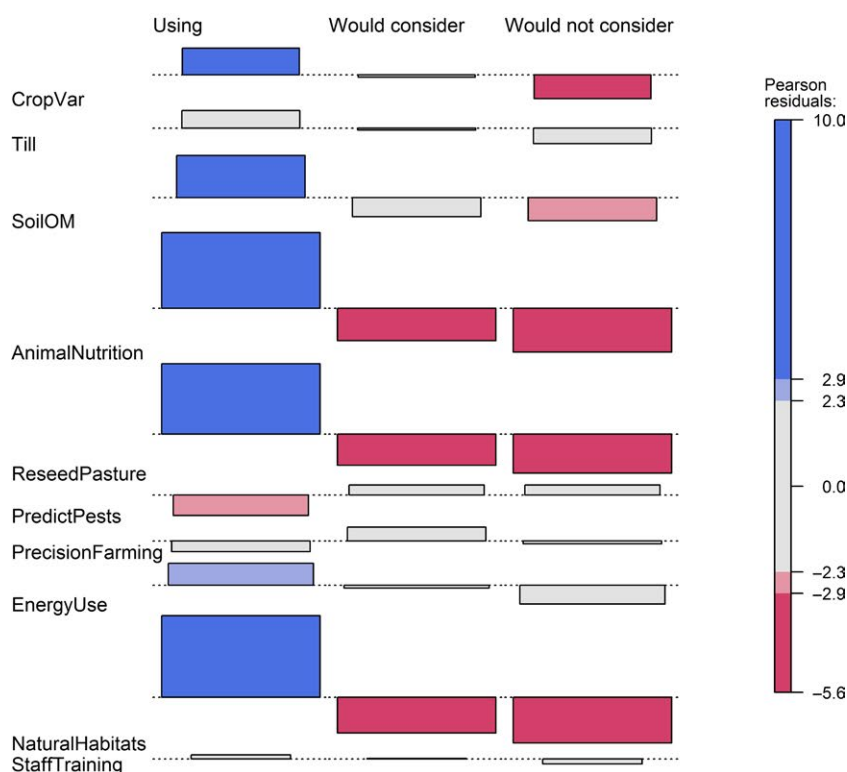 Using Would consider Would not consider
CropVar
Till
SoilOM
AnimalNutrition
ReseedPasture
PredictPests
PrecisionFarming
EnergyUse
NaturalHabitats
StaffTraining
Pearson
residuals:
10.0
2.9
2.3
0.0
−2.3
−2.9
−5.6